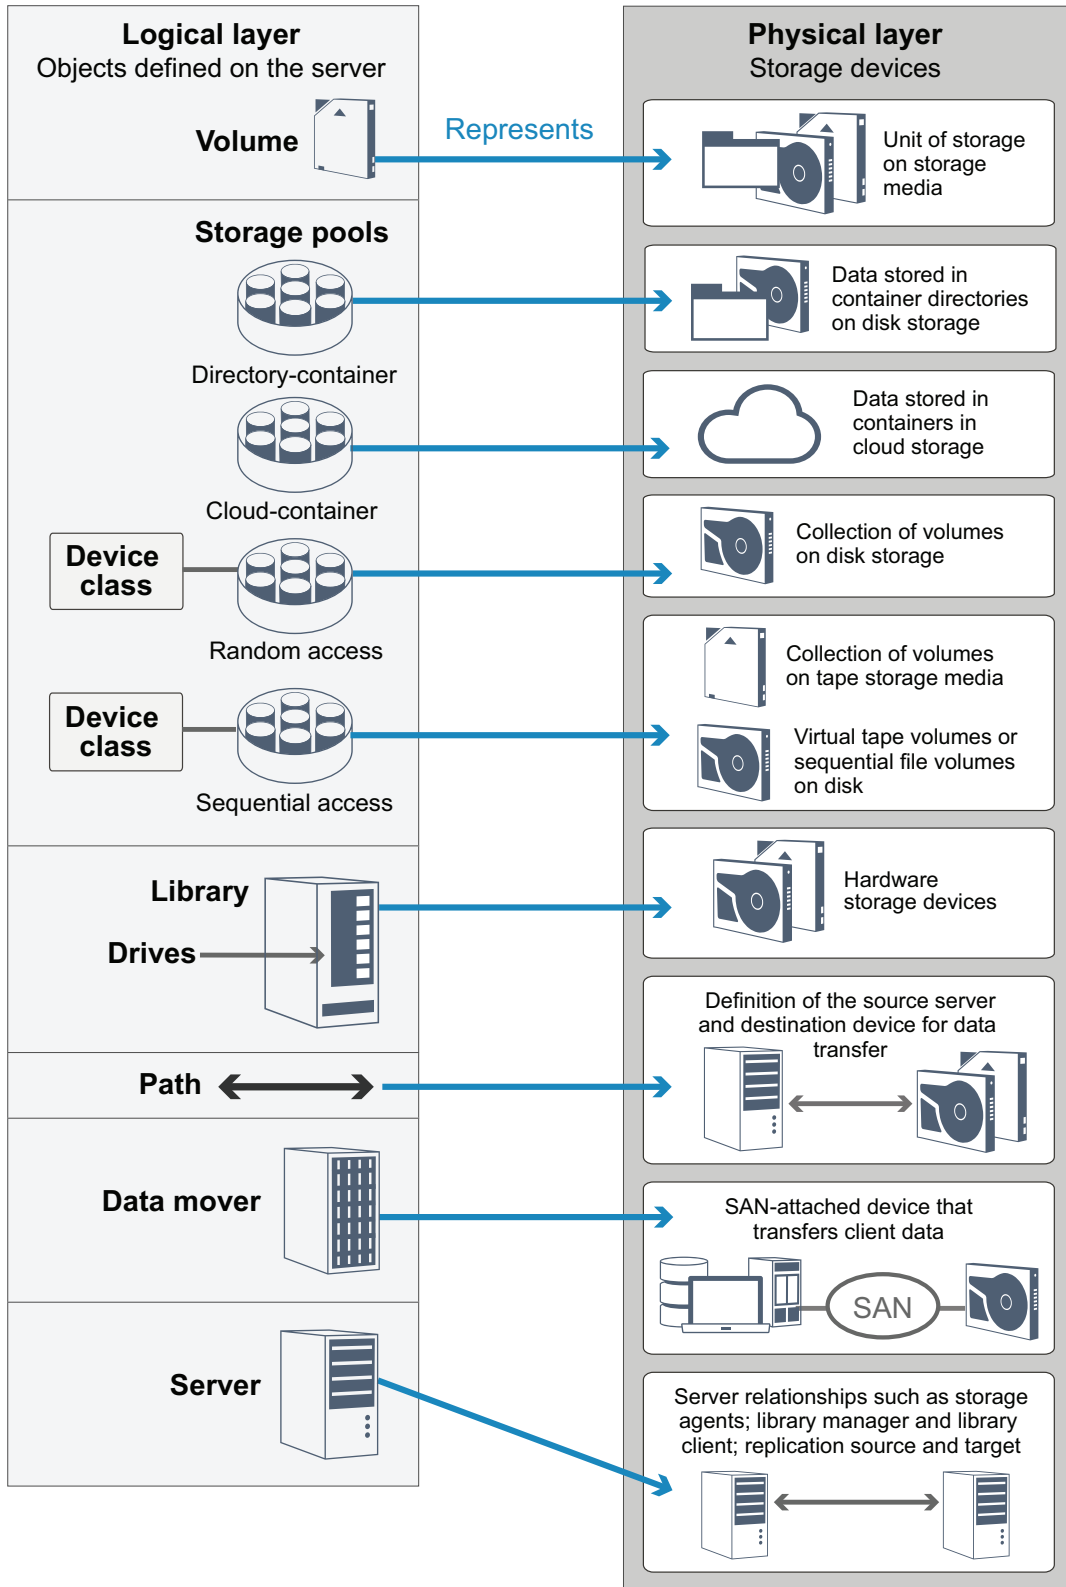 Logical layer
Objects defined on the server
Volume
Represents
Storage pools
Directory-container
Cloud-container
Device
class
Random access
Device
class
Sequential access
Library
Drives
Path
Data mover
Server
Physical layer
Storage devices
Unit of storage
on storage
media
Data stored in
container directories
on disk storage
Data stored in
containers in
cloud storage
Collection of volumes
on disk storage
Collection of volumes
on tape storage media
Virtual tape volumes or
sequential file volumes
on disk
Hardware
storage devices
Definition of the source server
and destination device for data
transfer
SAN-attached device that
transfers client data
SAN
Server relationships such as storage
agents; library manager and library
client; replication source and target